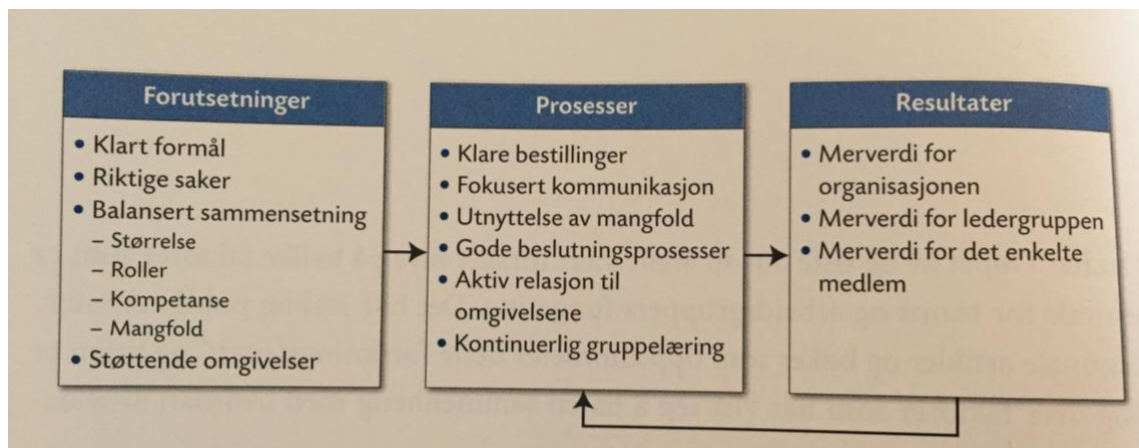 Forutsetninger
• Klart formål
• Riktige saker
• Balansert sammensetning
– Størrelse
– Roller
– Kompetanse
– Mangfold
• Støttende omgivelser
Prosesser
• Klare bestillinger
• Fokusert kommunikasjon
• Utnyttelse av mangfold
• Gode beslutningsprosesser
• Aktiv relasjon til
omgivelsene
• Kontinuerlig gruppelæring
Resultater
• Merverdi for
organisasjonen
• Merverdi for ledergruppen
• Merverdi for det enkelte
medlem